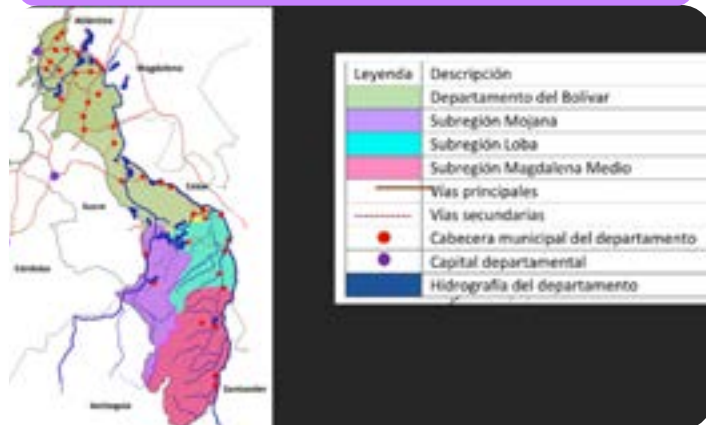 Atlántico
Magdalena
Cesar
Sucre
Córdoba
Santander
Antioquia
Leyenda Descripción
Departamento del Bolívar
Subregión Mojana
Subregión Loba
Subregión Magdalena Medio
Vías principales
Vías secundarias
Cabecera municipal del departamento
Capital departamental
Hidrografía del departamento